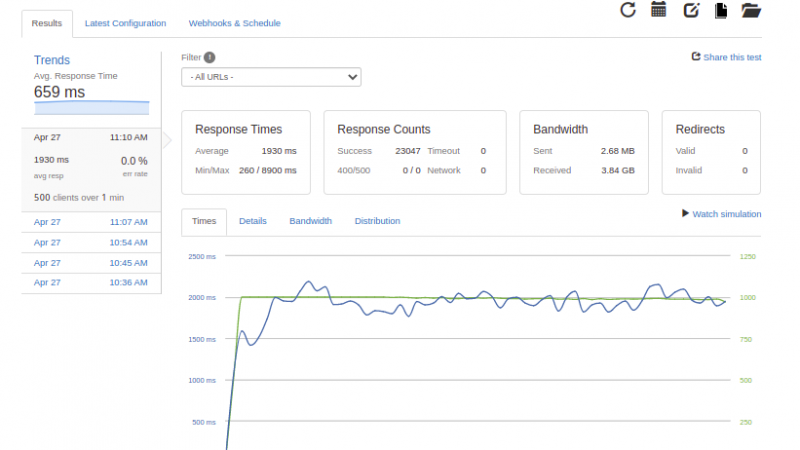 Results Latest Configuration Webhooks & Schedule
Trends
Avg. Response Time
659 ms
Apr 27 11:10 AM
1930 ms 0.0 %
avg resp err rate
500 clients over 1 min
Apr 27 11:07 AM
Apr 27 10:54 AM
Apr 27 10:45 AM
Apr 27 10:36 AM
Filter
Share this test
- All URLs -
Response Times
Average 1930 ms
Min/Max 260 / 8900 ms
Response Counts
Success 23047 Timeout 0
400/500 0 / 0 Network 0
Bandwidth
Sent 2.68 MB
Received 3.84 GB
Redirects
Valid 0
Invalid 0
Times Details Bandwidth Distribution
Watch simulation
2500 ms 1250
2000 ms 1000
1500 ms 750
1000 ms 500
500 ms 250